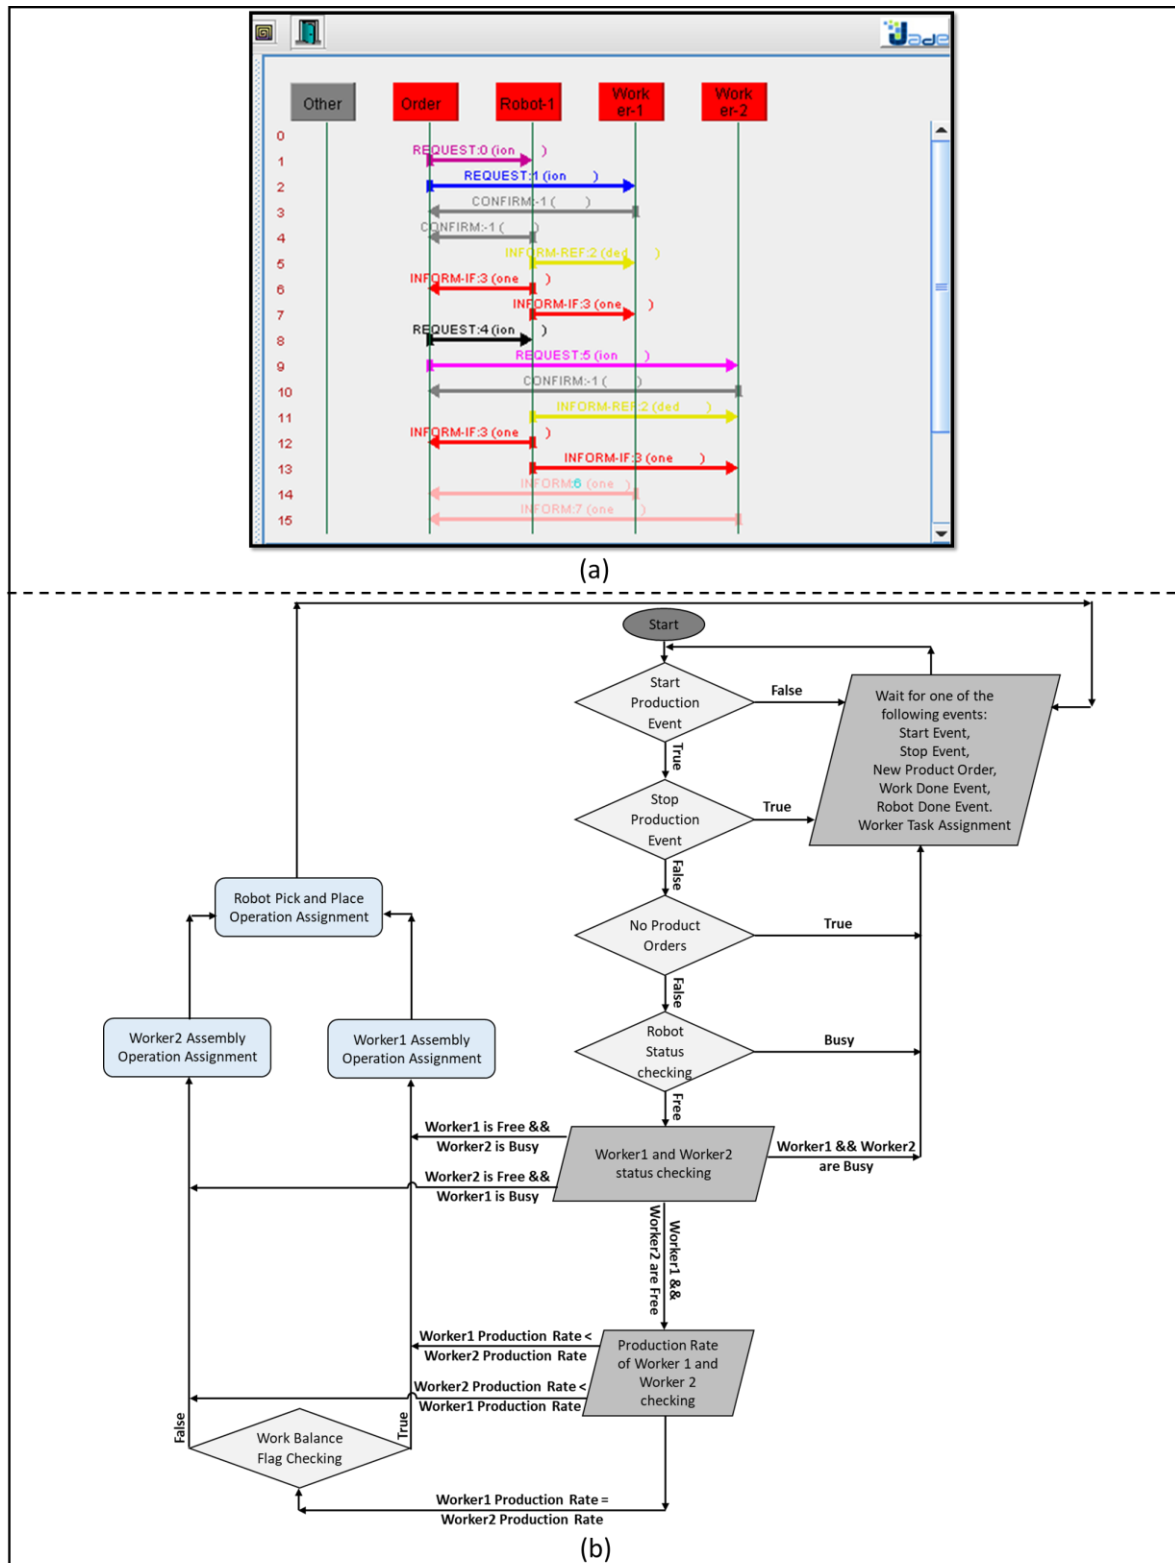 Jade
Other
Order
Robot-1
Work
er-1
Work
er-2
0
REQUEST:0 (ion )
1
REQUEST:1 (ion )
2
CONFIRM:-1 ( )
3
CONFIRM:-1 ( )
4
INFORM-REF:2 (ded )
5
INFORM-IF:3 (one )
6
INFORM-IF:3 (one )
7
REQUEST:4 (ion )
8
REQUEST:5 (ion )
9
CONFIRM:-1 ( )
10
INFORM-REF:2 (ded )
11
INFORM-IF:3 (one )
12
INFORM-IF:3 (one )
13
INFORM:6 (one )
14
INFORM:7 (one )
15
(a)
Start
Start
Production
Event
False
True
Wait for one of the
following events:
Start Event,
Stop Event,
New Product Order,
Work Done Event,
Robot Done Event.
Worker Task Assignment
Stop
Production
Event
True
False
Robot Pick and Place
Operation Assignment
No Product
Orders
True
False
Worker2 Assembly
Operation Assignment
Worker1 Assembly
Operation Assignment
Robot
Status
checking
Busy
Free
Worker1 is Free &&
Worker2 is Busy
Worker2 is Free &&
Worker1 is Busy
Worker1 and Worker2
status checking
Worker1 && Worker2
are Busy
Worker1 &&
Worker2 are Free
Worker1 Production Rate <
Worker2 Production Rate
Worker2 Production Rate <
Worker1 Production Rate
Production Rate
of Worker 1 and
Worker 2
checking
False
Work Balance
Flag Checking
True
Worker1 Production Rate =
Worker2 Production Rate
(b)